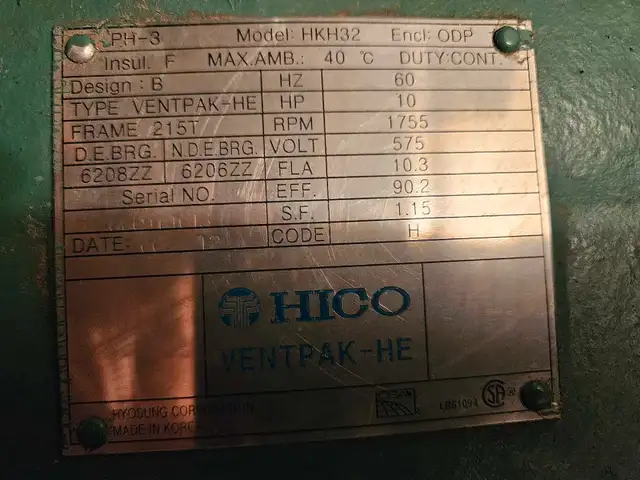 PH-3 Model: HKH32 Encl: ODP
Insul. F MAX.AMB.: 40 ℃ DUTY:CONT.
Design : B HZ 60
TYPE VENTPAK-HE HP 10
FRAME 215T RPM 1755
D.E.BRG. N.D.E.BRG. VOLT 575
6208ZZ 6206ZZ FLA 10.3
Serial NO. EFF. 90.2
S.F. 1.15
DATE: CODE H
HICO
VENTPAK-HE
HYOSUNG CORPORATION
MADE IN KOREA
LR61094